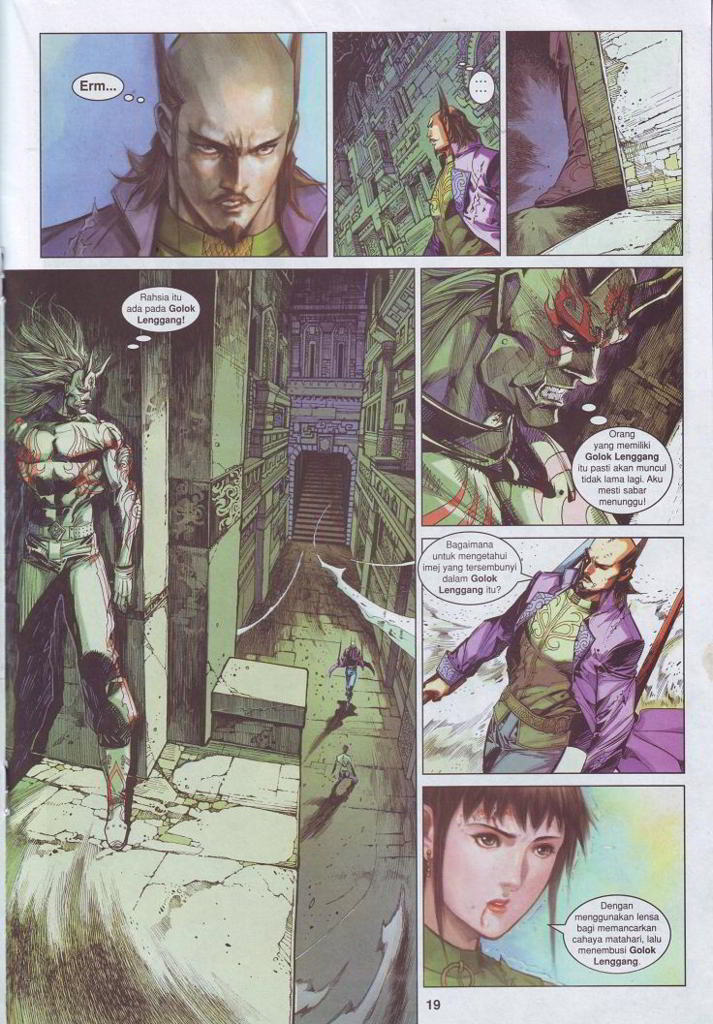 Erm...
...
...
Rahsia itu
ada pada Golok
Lenggang!
Orang
yang memiliki
Golok Lenggang
itu pasti akan muncul
tidak lama lagi. Aku
mesti sabar
menunggu!
Bagaimana
untuk mengetahui
imej yang tersembunyi
dalam Golok
Lenggang itu?
Dengan
menggunakan lensa
bagi memancarkan
cahaya matahari, lalu
menembusi Golok
Lenggang.
19